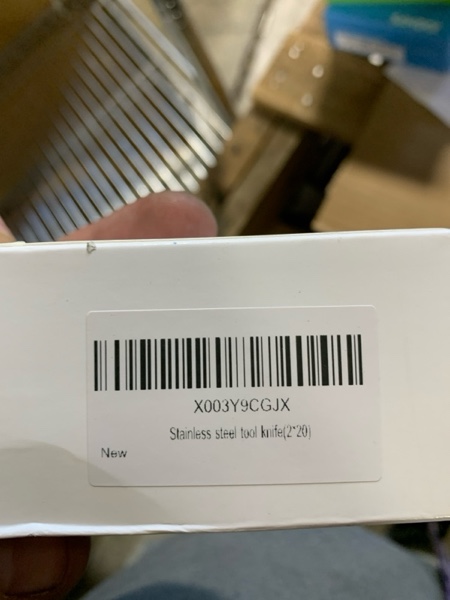 X003Y9CGJX
Stainless steel tool knife(2*20)
New